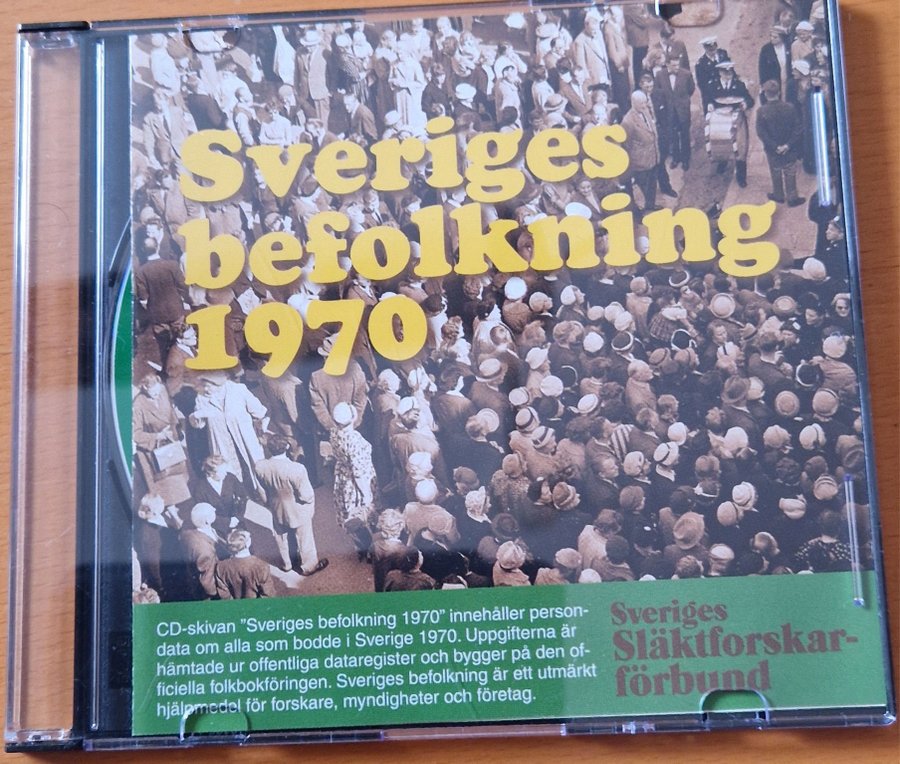 Sveriges
befolkning
1970
CD-skivan "Sveriges befolkning 1970" innehåller person-
data om alla som bodde i Sverige 1970. Uppgifterna är
hämtade ur offentliga dataregister och bygger på den of-
ficiella folkbokföringen. Sveriges befolkning är ett utmärkt
hjälpmedel för forskare, myndigheter och företag.
Sveriges
Släktforskar-
förbund